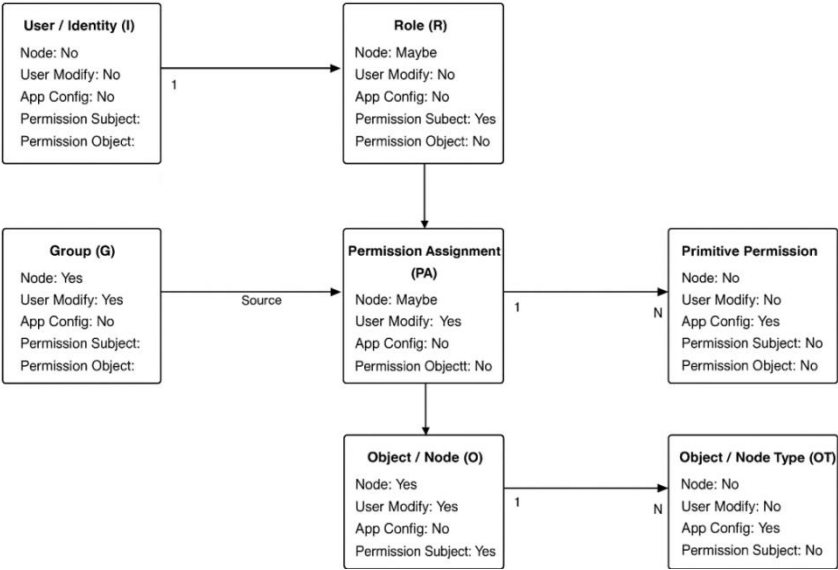 User / Identity (I)
Node: No
User Modify: No
App Config: No
Permission Subject:
Permission Object:
1
Role (R)
Node: Maybe
User Modify: No
App Config: No
Permission Subect: Yes
Permission Object: No
Group (G)
Node: Yes
User Modify: Yes
App Config: No
Permission Subject:
Permission Object:
Source
Permission Assignment
(PA)
Node: Maybe
User Modify: Yes
App Config: No
Permission Objectt: No
1
N
Primitive Permission
Node: No
User Modify: No
App Config: Yes
Permission Subject: No
Permission Object: No
Object / Node (O)
Node: Yes
User Modify: Yes
App Config: No
Permission Subject: Yes
1
N
Object / Node Type (OT)
Node: No
User Modify: No
App Config: Yes
Permission Subject: No